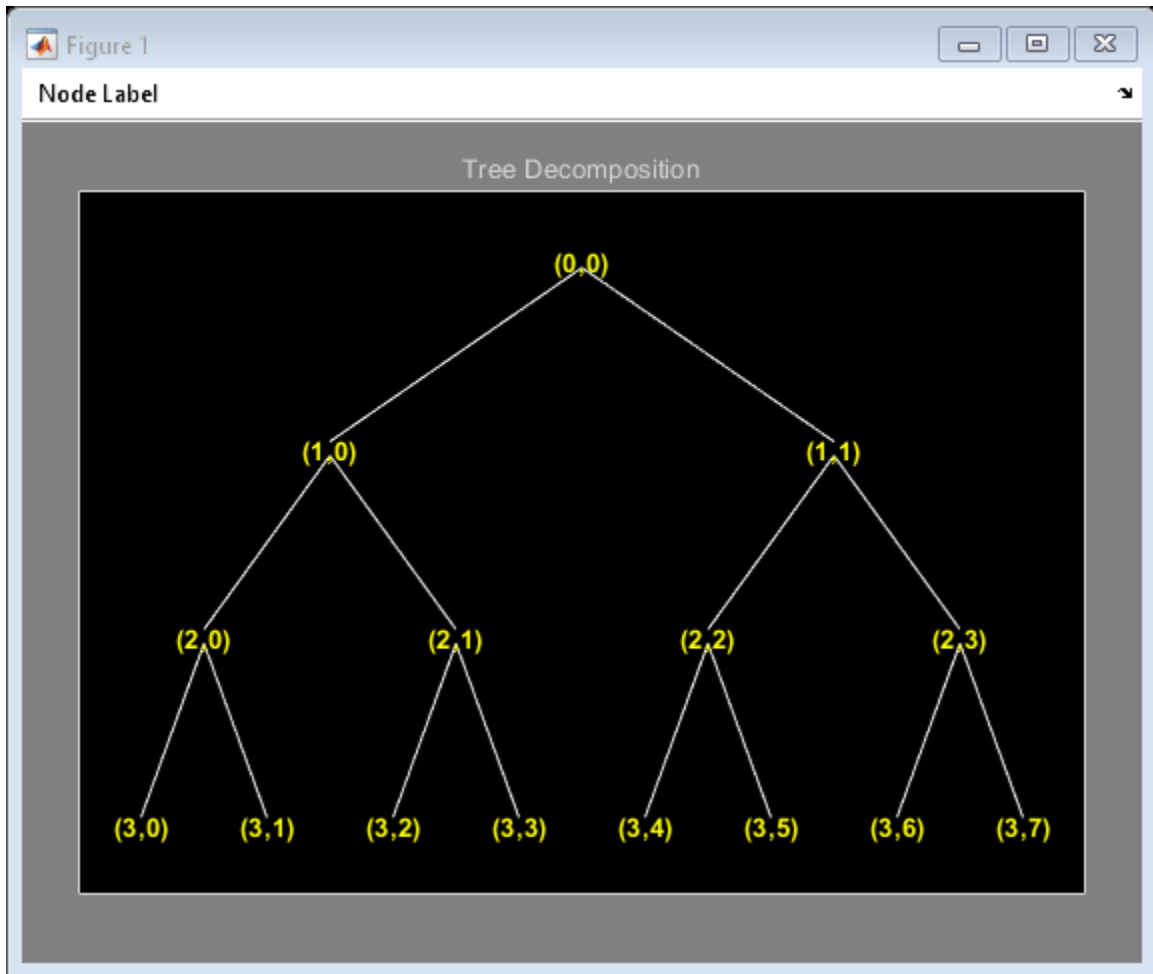 Figure 1
Node Label
Tree Decomposition
(0,0)
(1,0) (1,1)
(2,0) (2,1) (2,2) (2,3)
(3,0) (3,1) (3,2) (3,3) (3,4) (3,5) (3,6) (3,7)